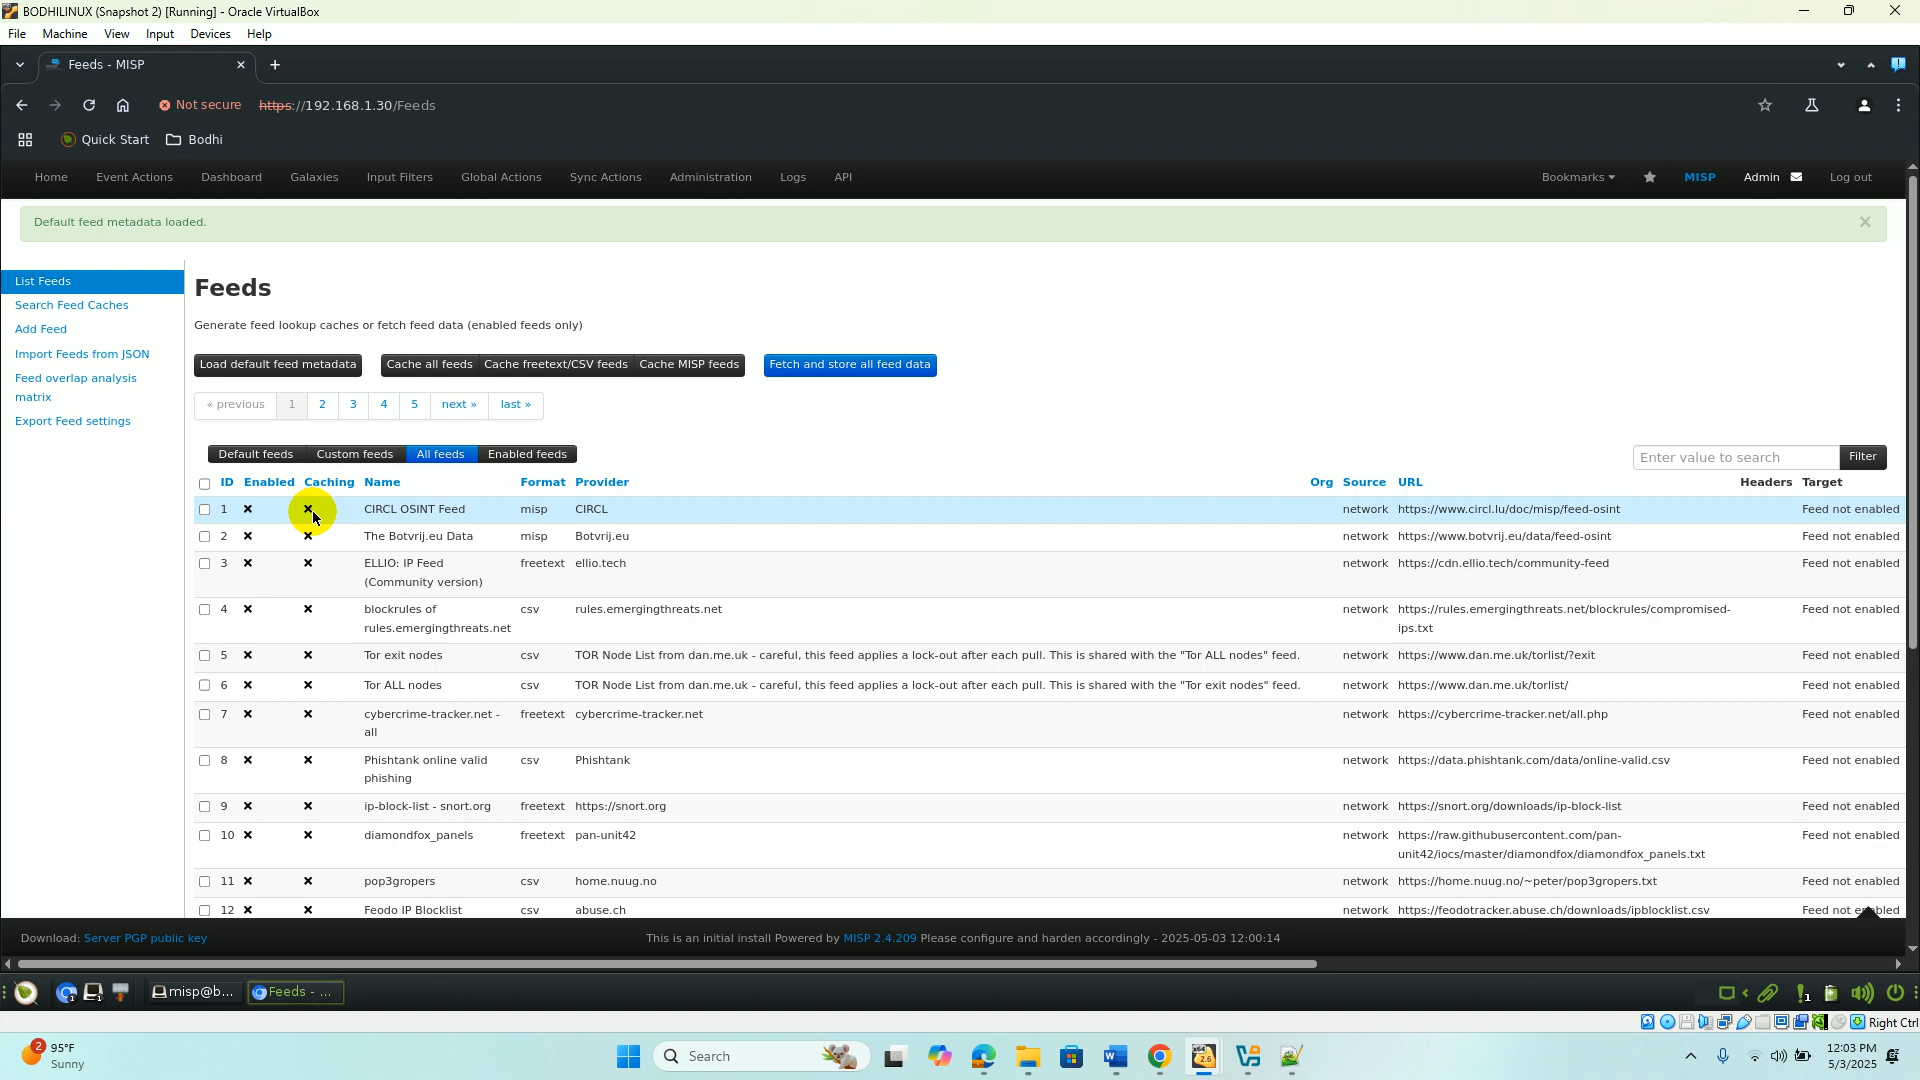 BODHILINUX (Snapshot 2) [Running] - Oracle VirtualBox
File Machine View Input Devices Help
Feeds - MISP
Not secure https://192.168.1.30/Feeds
Quick Start Bodhi
Home Event Actions Dashboard Galaxies Input Filters Global Actions Sync Actions Administration Logs API Bookmarks MISP Admin Log out
Default feed metadata loaded.
List Feeds
Search Feed Caches
Add Feed
Import Feeds from JSON
Feed overlap analysis
matrix
Export Feed settings
Feeds
Generate feed lookup caches or fetch feed data (enabled feeds only)
Load default feed metadata Cache all feeds Cache freetext/CSV feeds Cache MISP feeds Fetch and store all feed data
« previous 1 2 3 4 5 next » last »
Default feeds Custom feeds All feeds Enabled feeds Enter value to search Filter
ID Enabled Caching Name Format Provider Org Source URL Headers Target
1 CIRCL OSINT Feed misp CIRCL network https://www.circl.lu/doc/misp/feed-osint Feed not enabled
2 The Botvrij.eu Data misp Botvrij.eu network https://www.botvrij.eu/data/feed-osint Feed not enabled
3 ELLIO: IP Feed freetext ellio.tech network https://cdn.ellio.tech/community-feed Feed not enabled
(Community version)
4 blockrules of csv rules.emergingthreats.net network https://rules.emergingthreats.net/blockrules/compromised- Feed not enabled
rules.emergingthreats.net ips.txt
5 Tor exit nodes csv TOR Node List from dan.me.uk - careful, this feed applies a lock-out after each pull. This is shared with the "Tor ALL nodes" feed. network https://www.dan.me.uk/torlist/?exit Feed not enabled
6 Tor ALL nodes csv TOR Node List from dan.me.uk - careful, this feed applies a lock-out after each pull. This is shared with the "Tor exit nodes" feed. network https://www.dan.me.uk/torlist/ Feed not enabled
7 cybercrime-tracker.net - freetext cybercrime-tracker.net network https://cybercrime-tracker.net/all.php Feed not enabled
all
8 Phishtank online valid csv Phishtank network https://data.phishtank.com/data/online-valid.csv Feed not enabled
phishing
9 ip-block-list - snort.org freetext https://snort.org network https://snort.org/downloads/ip-block-list Feed not enabled
10 diamondfox_panels freetext pan-unit42 network https://raw.githubusercontent.com/pan- Feed not enabled
unit42/iocs/master/diamondfox/diamondfox_panels.txt
11 pop3gropers csv home.nuug.no network https://home.nuug.no/~peter/pop3gropers.txt Feed not enabled
12 Feodo IP Blocklist csv abuse.ch network https://feodotracker.abuse.ch/downloads/ipblocklist.csv Feed not enabled
Download: Server PGP public key This is an initial install Powered by MISP 2.4.209 Please configure and harden accordingly - 2025-05-03 12:00:14
misp@b... Feeds - ...
Right Ctrl
2 95°F
Sunny
Search
12:03 PM
5/3/2025